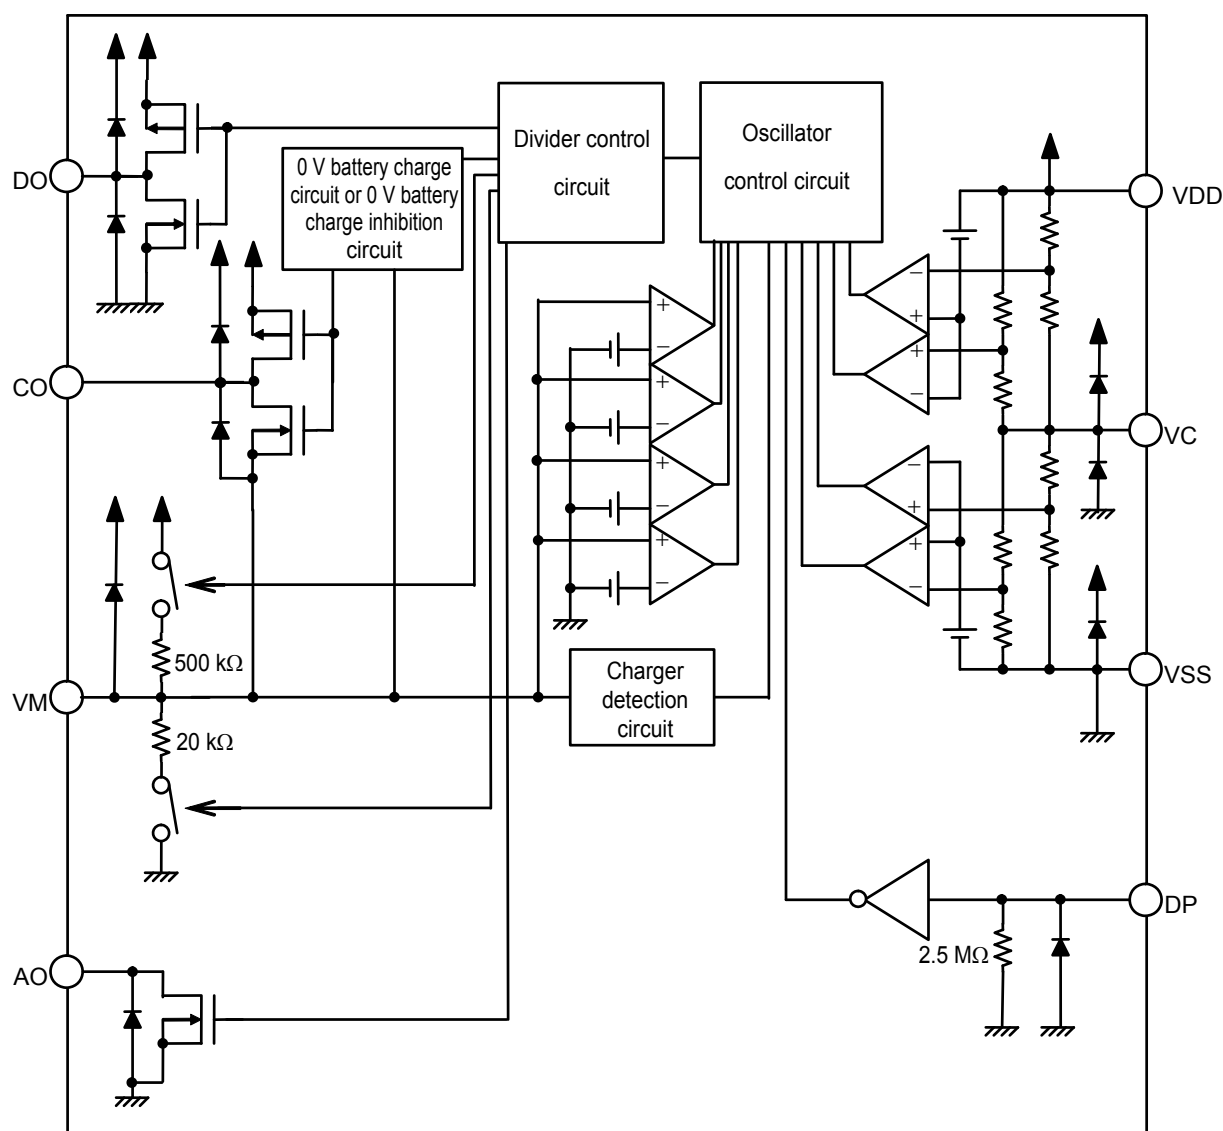 Divider control
circuit
Oscillator
control circuit
0 V battery charge
circuit or 0 V battery
charge inhibition
circuit
DO
VDD
−
+
+
−
+
−
+
−
+
−
+
−
CO
VC
−
+
+
−
500 kΩ
VM
20 kΩ
Charger
detection
circuit
VSS
DP
2.5 MΩ
AO